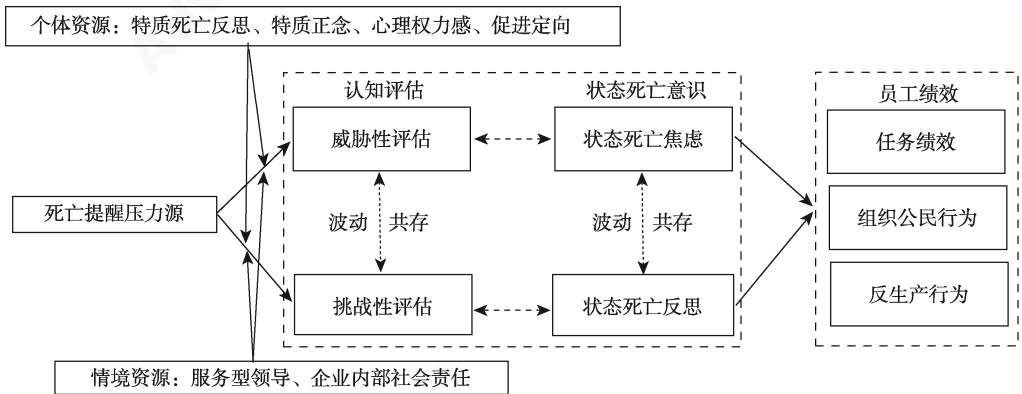 个体资源：特质死亡反思、特质正念、心理权力感、促进定向
认知评估
状态死亡意识
员工绩效
威胁性评估
状态死亡焦虑
任务绩效
死亡提醒压力源
波动 共存
波动 共存
组织公民行为
挑战性评估
状态死亡反思
反生产行为
情境资源：服务型领导、企业内部社会责任